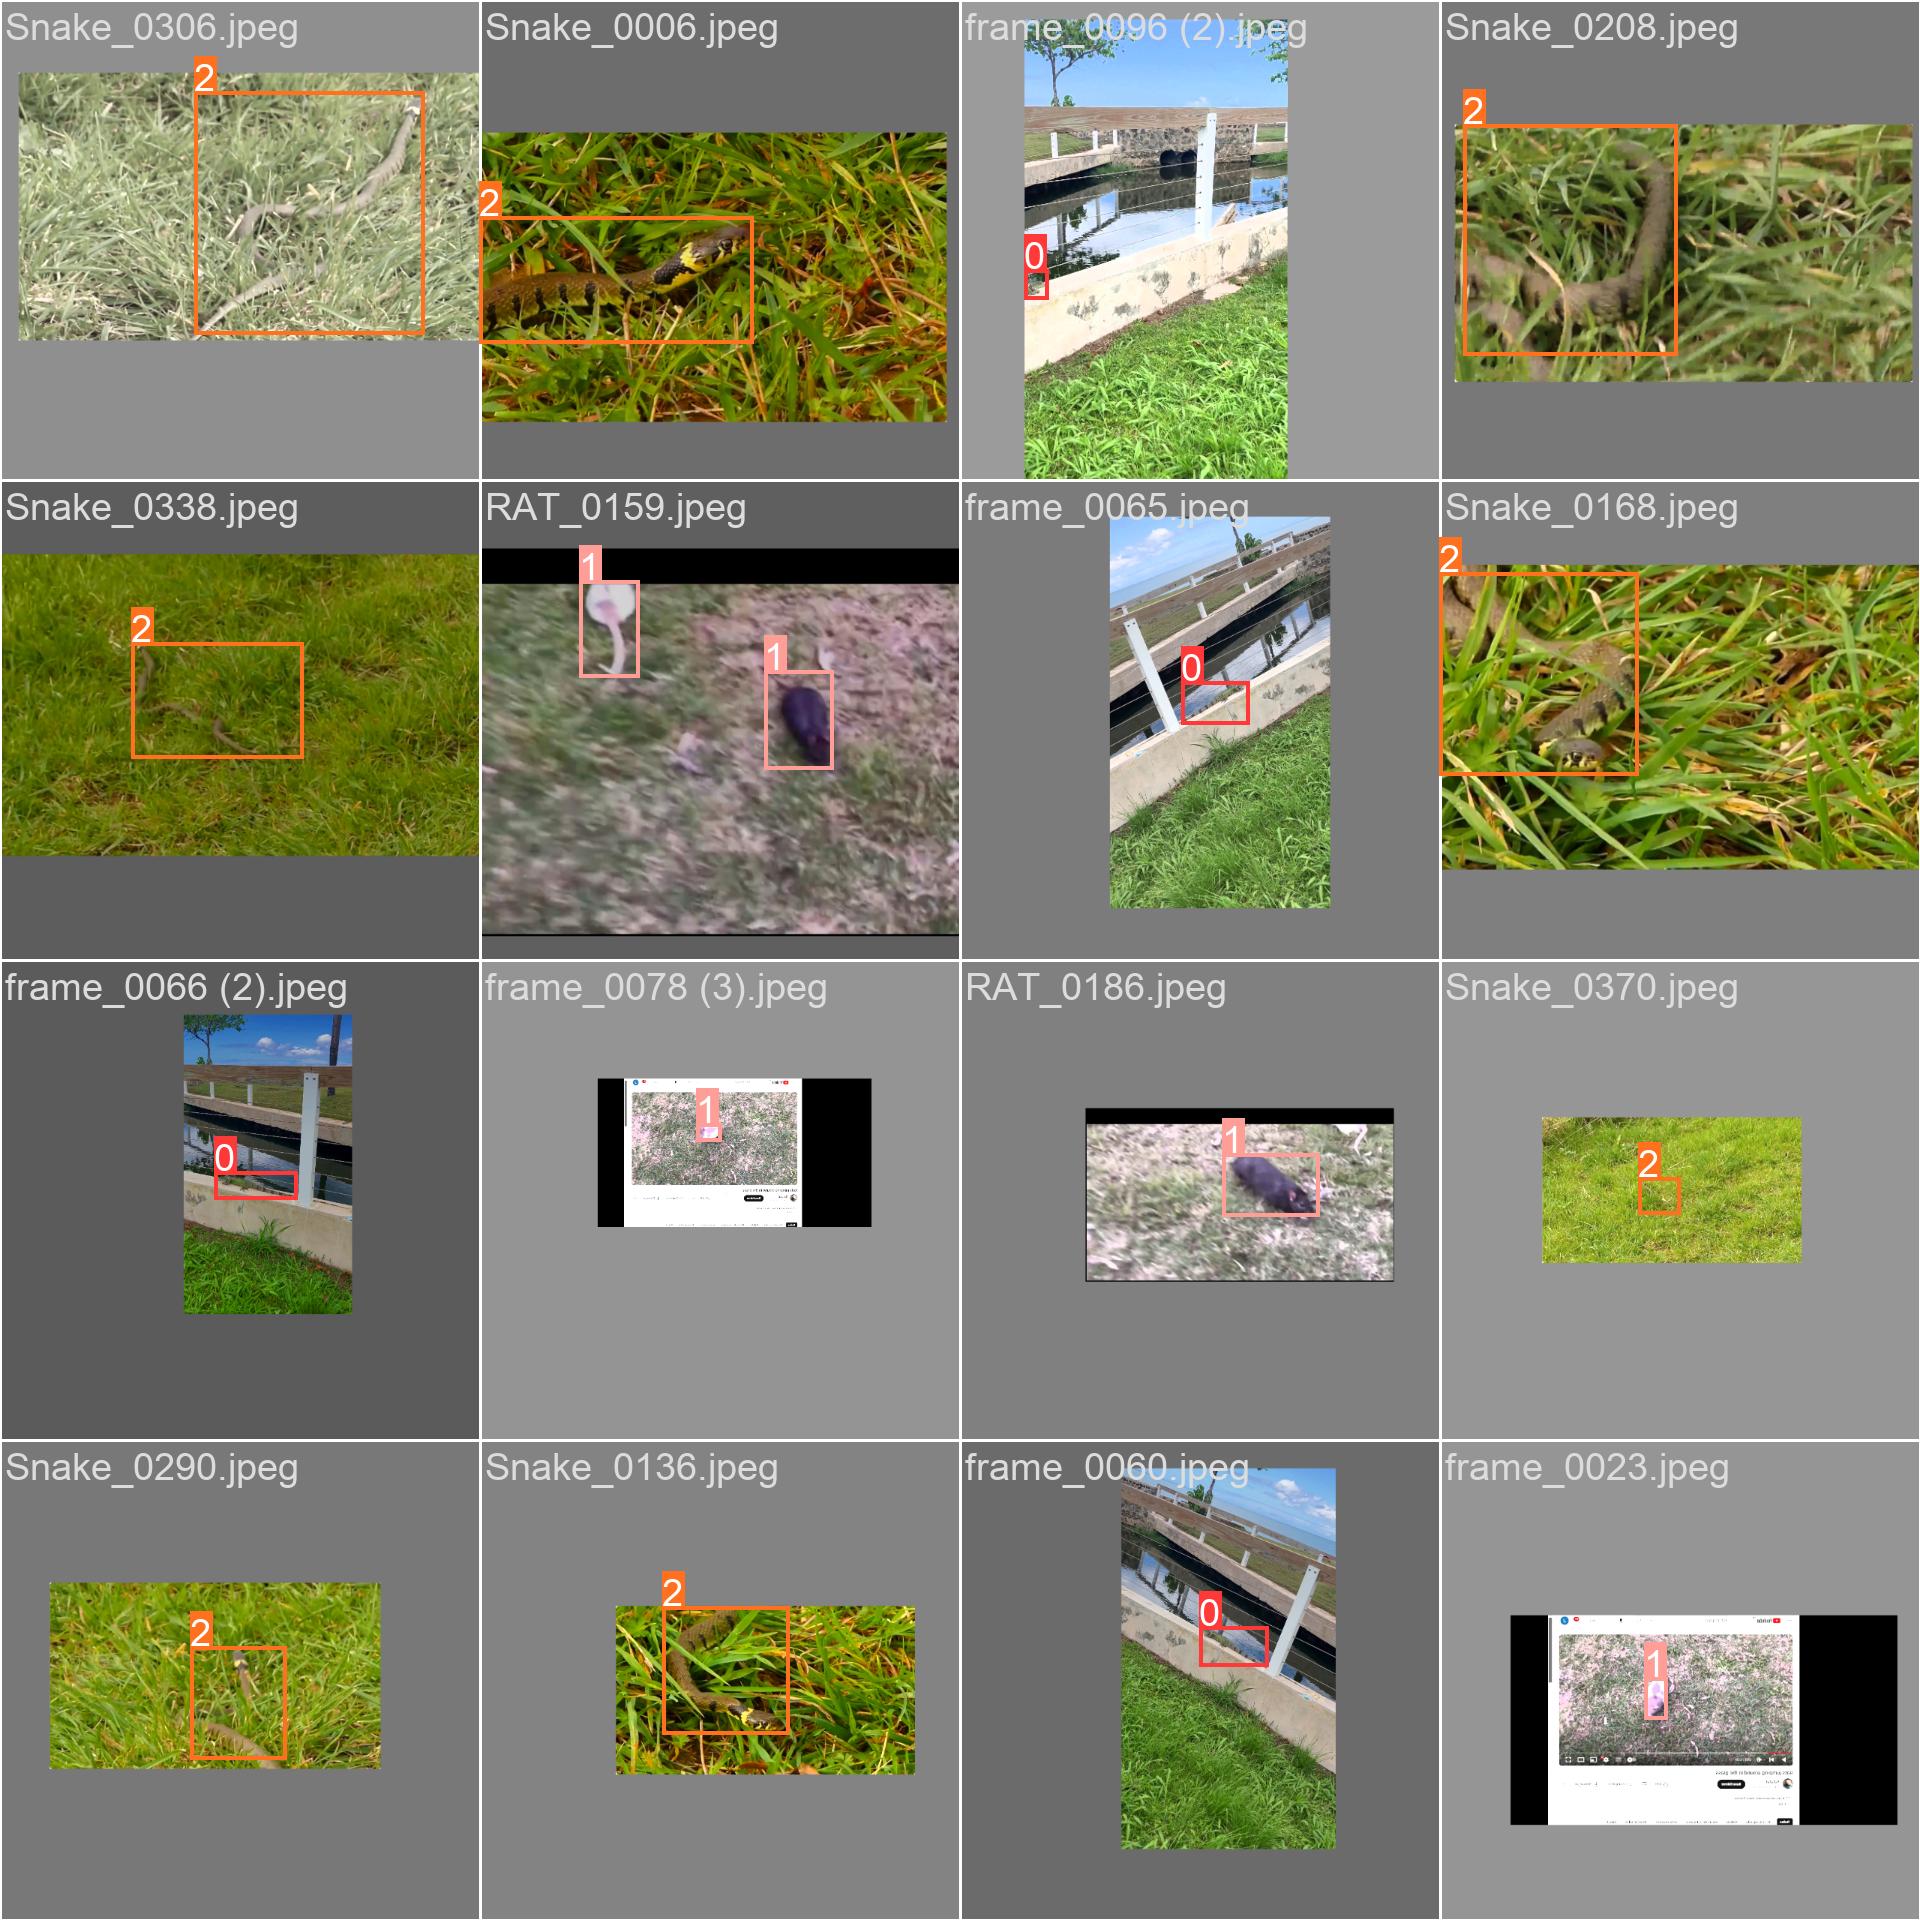 Snake_0306.jpeg
Snake_0006.jpeg
frame_0096 (2).jpeg
Snake_0208.jpeg
2
2
0
2
Snake_0338.jpeg
RAT_0159.jpeg
frame_0065.jpeg
Snake_0168.jpeg
2
1
1
0
2
frame_0066 (2).jpeg
frame_0078 (3).jpeg
RAT_0186.jpeg
Snake_0370.jpeg
0
1
1
2
Snake_0290.jpeg
Snake_0136.jpeg
frame_0060.jpeg
frame_0023.jpeg
2
2
0
1